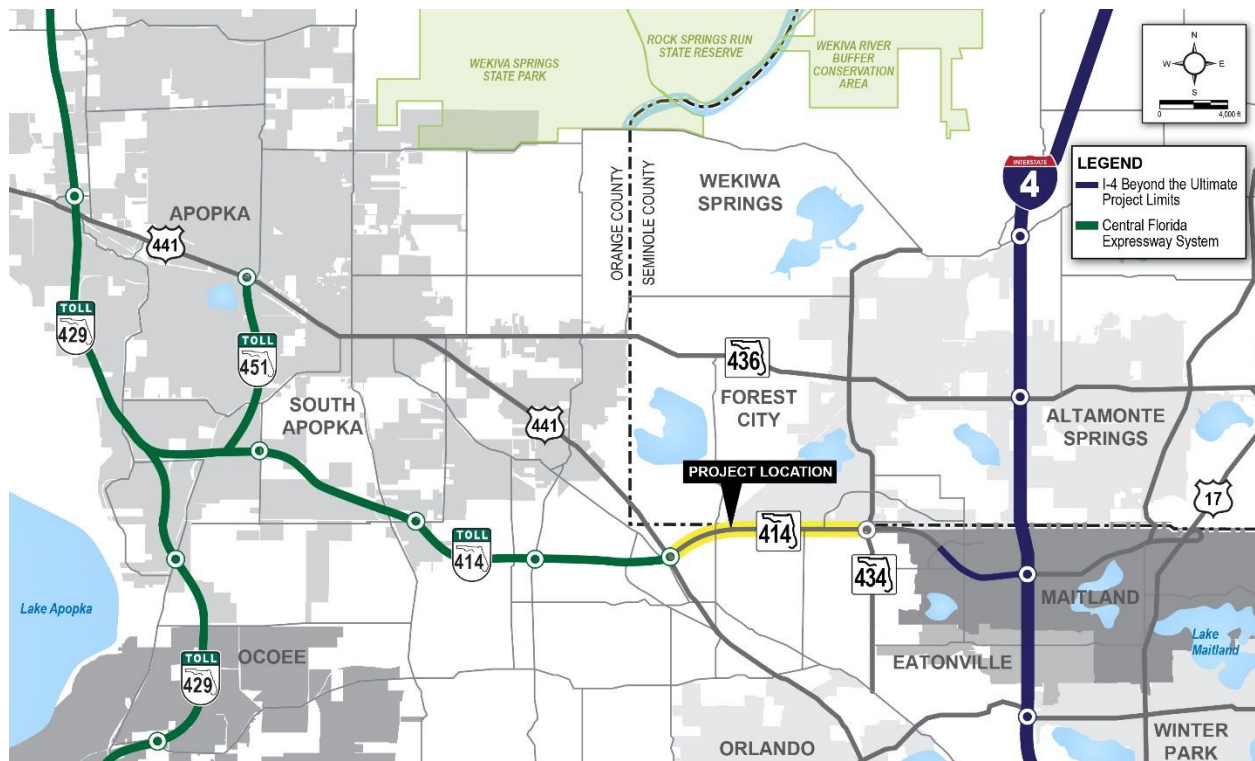 WEKIVA SPRINGS
STATE PARK
ROCK SPRINGS RUN
STATE RESERVE
WEKIVA RIVER
BUFFER
CONSERVATION
AREA
N
W
E
S
0
4,000 ft
LEGEND
I-4 Beyond the Ultimate
Project Limits
Central Florida
Expressway System
INTERSTATE
4
WEKIWA
SPRINGS
ORANGE COUNTY
SEMINOLE COUNTY
APOPKA
441
TOLL
429
TOLL
451
436
FOREST
CITY
SOUTH
APOPKA
441
ALTAMONTE
SPRINGS
17
PROJECT LOCATION
414
TOLL
414
434
MAITLAND
Lake Apopka
Lake
Maitland
OCOEE
TOLL
429
EATONVILLE
ORLANDO
WINTER
PARK